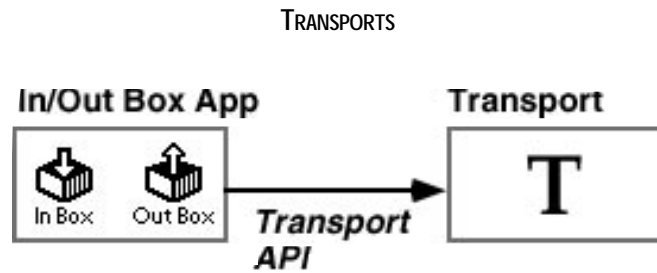 TRANSPORTS
In/Out Box App
Transport
In Box
Out Box
T
Transport
API